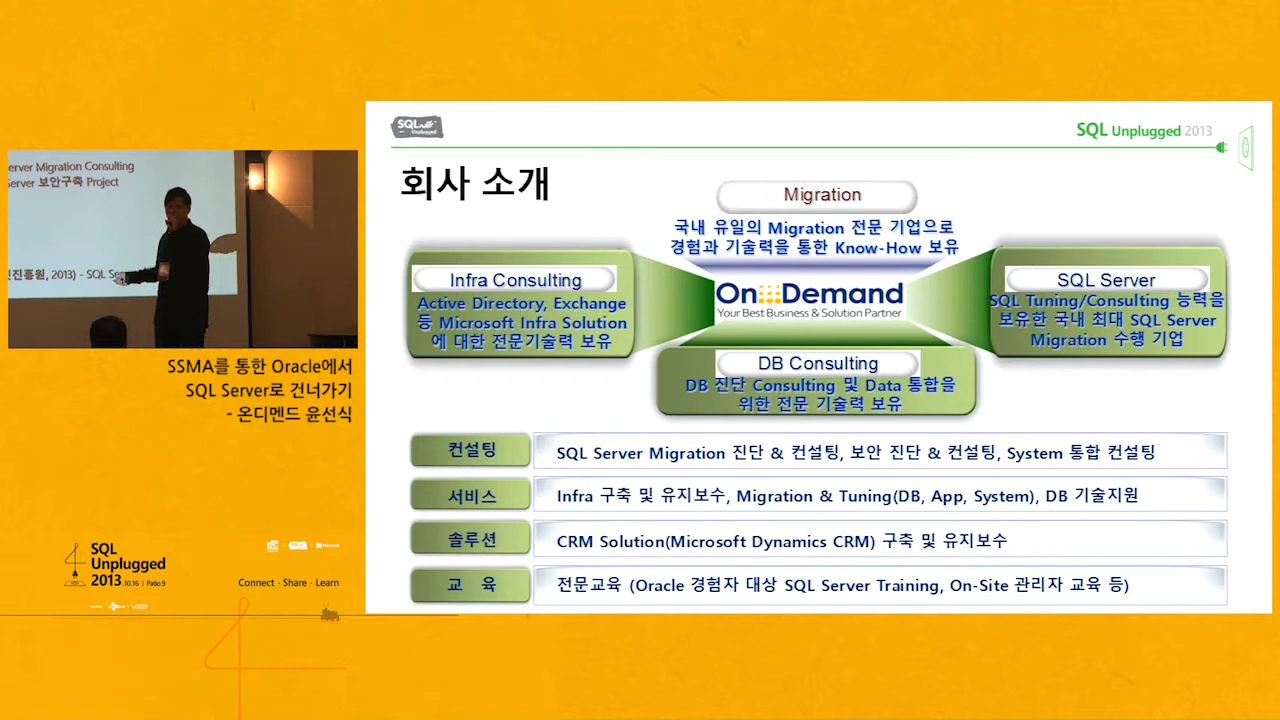 erver Migration Consulting
Server 보안구축 Project
진흥원, 2013) - SQL Se
SSMA를 통한 Oracle에서
SQL Server로 건너가기
- 온디멘드 윤선식
SQL
Unplugged
2013.10.16 | Patio 9
Connect · Share · Learn
Microsoft
SQL
Unplugged
SQL Unplugged 2013
회사 소개
Migration
국내 유일의 Migration 전문 기업으로
경험과 기술력을 통한 Know-How 보유
Infra Consulting
Active Directory, Exchange
등 Microsoft Infra Solution
에 대한 전문기술력 보유
On Demand
Your Best Business & Solution Partner
SQL Server
SQL Tuning/Consulting 능력을
보유한 국내 최대 SQL Server
Migration 수행 기업
DB Consulting
DB 진단 Consulting 및 Data 통합을
위한 전문 기술력 보유
컨설팅 SQL Server Migration 진단 & 컨설팅, 보안 진단 & 컨설팅, System 통합 컨설팅
서비스 Infra 구축 및 유지보수, Migration & Tuning(DB, App, System), DB 기술지원
솔루션 CRM Solution(Microsoft Dynamics CRM) 구축 및 유지보수
교 육 전문교육 (Oracle 경험자 대상 SQL Server Training, On-Site 관리자 교육 등)